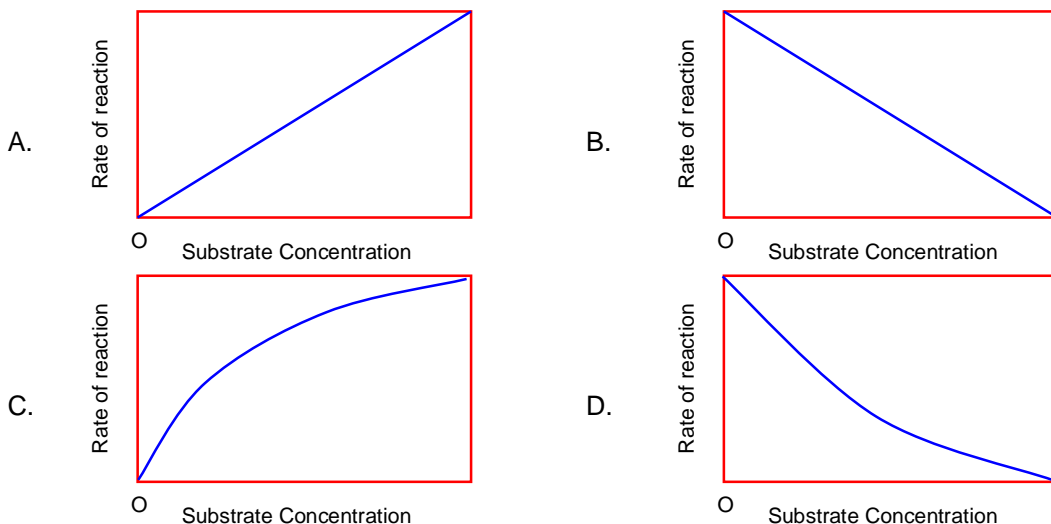 A.
Rate of reaction
O
Substrate Concentration
B.
Rate of reaction
O
Substrate Concentration
C.
Rate of reaction
O
Substrate Concentration
D.
Rate of reaction
O
Substrate Concentration